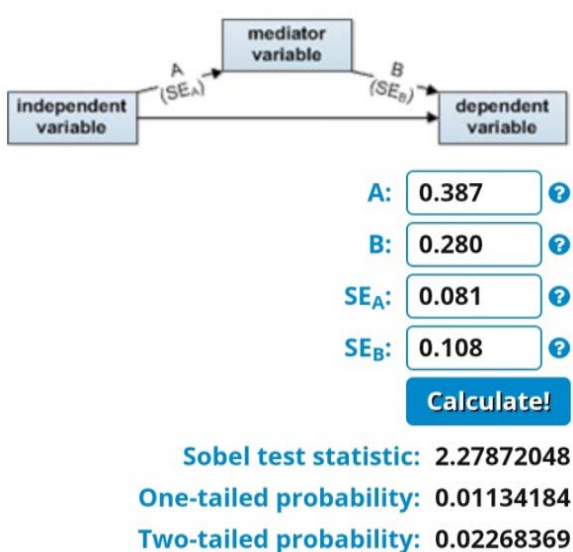 mediator
variable
A
(SEA)
B
(SEB)
independent
variable
dependent
variable
A: 0.387 ?
B: 0.280 ?
SEA: 0.081 ?
SEB: 0.108 ?
Calculate!
Sobel test statistic: 2.27872048
One-tailed probability: 0.01134184
Two-tailed probability: 0.02268369